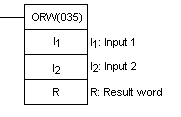 ORW(035)
I1 I1: Input 1
I2 I2: Input 2
R R: Result word